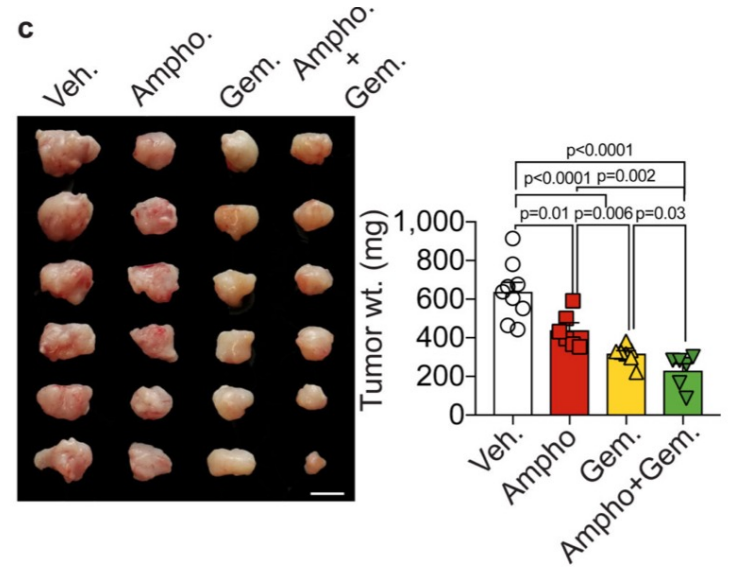 c
Veh.
Ampho.
Gem.
Ampho.
+
Gem.
p<0.0001
p<0.0001
p=0.002
p=0.01
p=0.006
p=0.03
Tumor wt. (mg)
1,000
800
600
400
200
0
Veh.
Ampho
Gem.
Ampho+Gem.